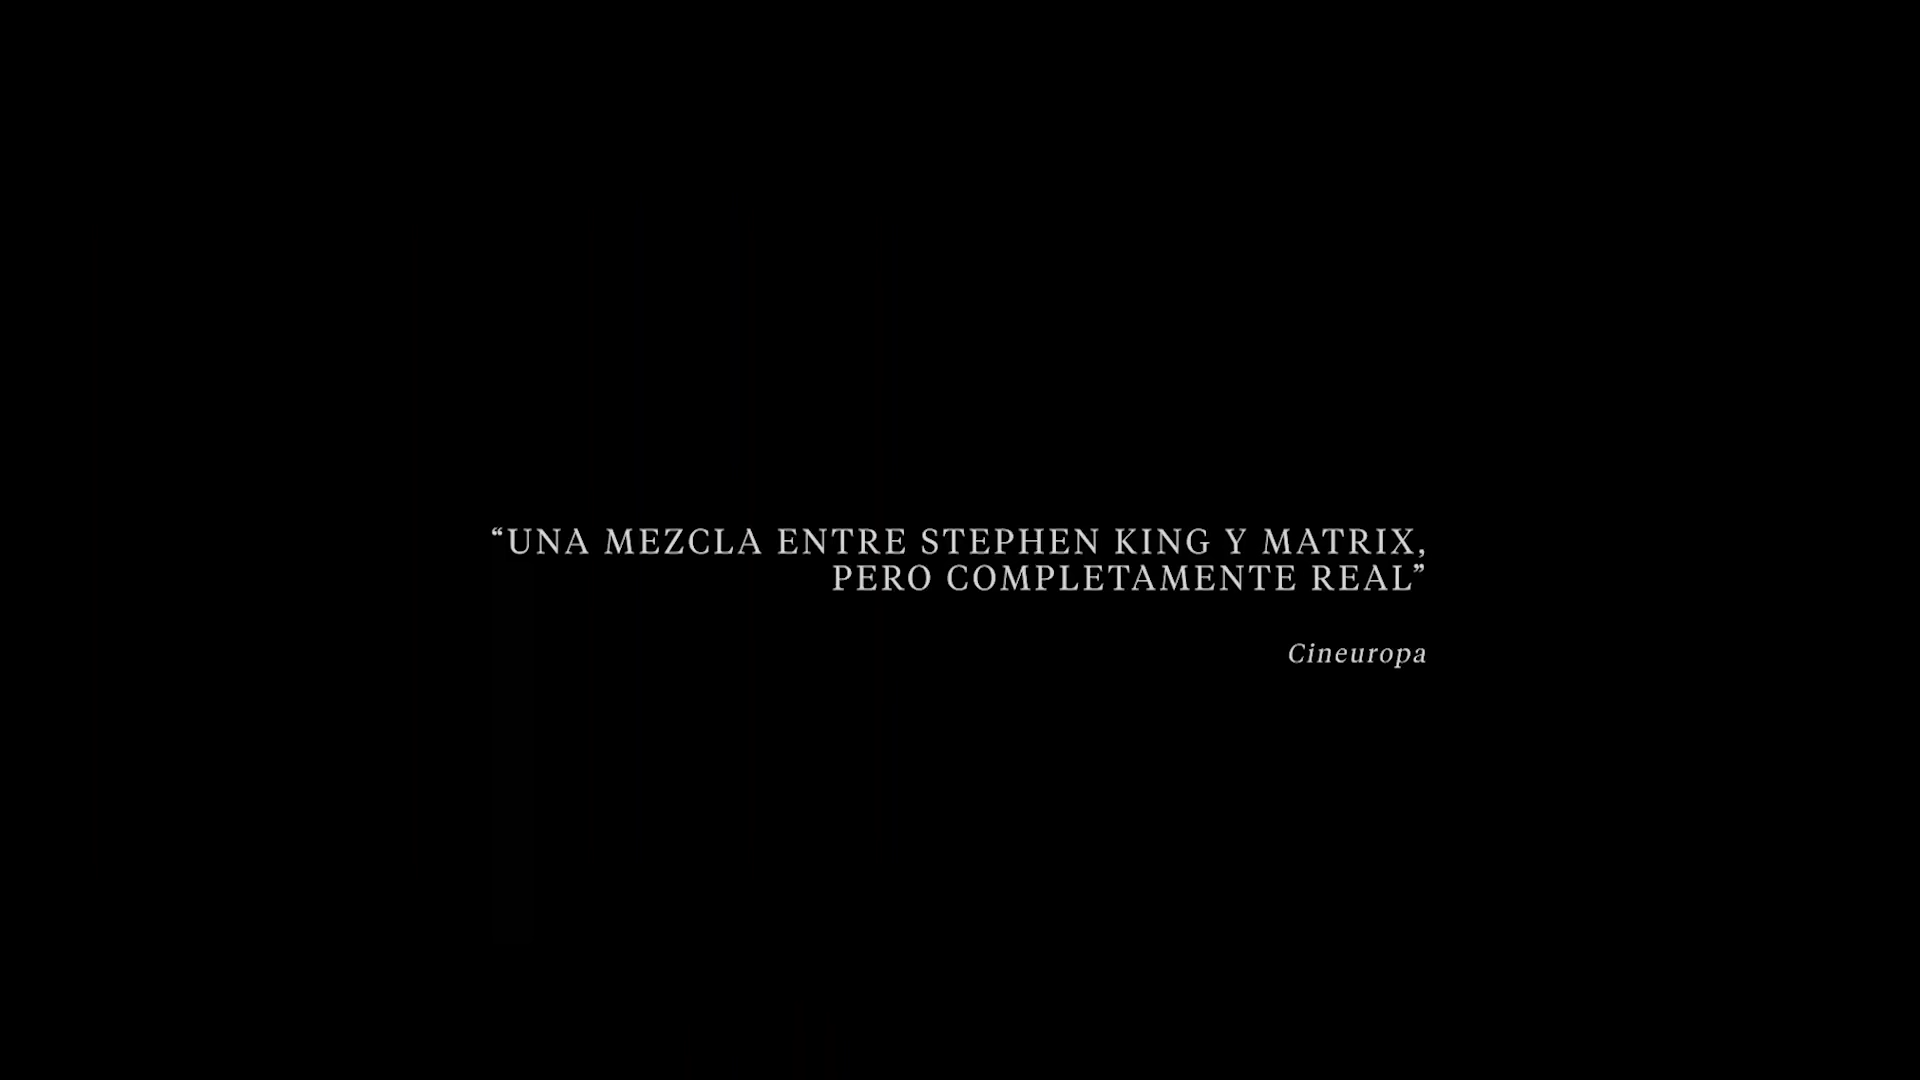 “UNA MEZCLA ENTRE STEPHEN KING Y MATRIX,
PERO COMPLETAMENTE REAL”
Cineuropa